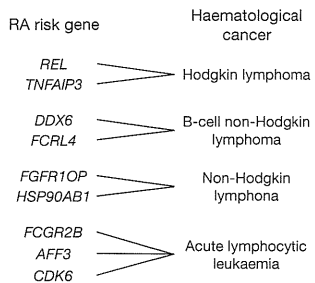 RA risk gene
Haematological
cancer
REL
TNFAIP3
Hodgkin lymphoma
DDX6
FCRL4
B-cell non-Hodgkin
lymphoma
FGFR1OP
HSP90AB1
Non-Hodgkin
lymphona
FCGR2B
AFF3
CDK6
Acute lymphocytic
leukaemia